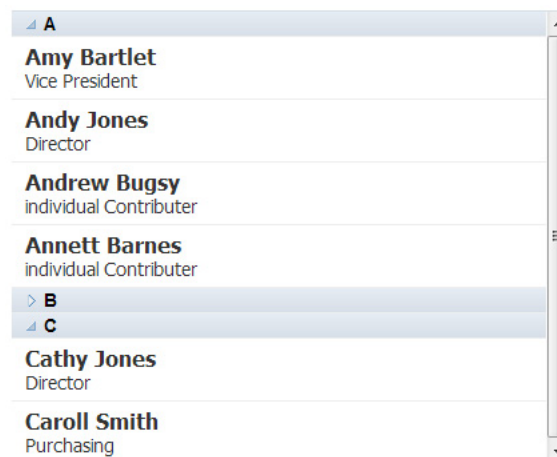 A
Amy Bartlet
Vice President
Andy Jones
Director
Andrew Bugsy
individual Contributer
Annett Barnes
individual Contributer
B
C
Cathy Jones
Director
Caroll Smith
Purchasing